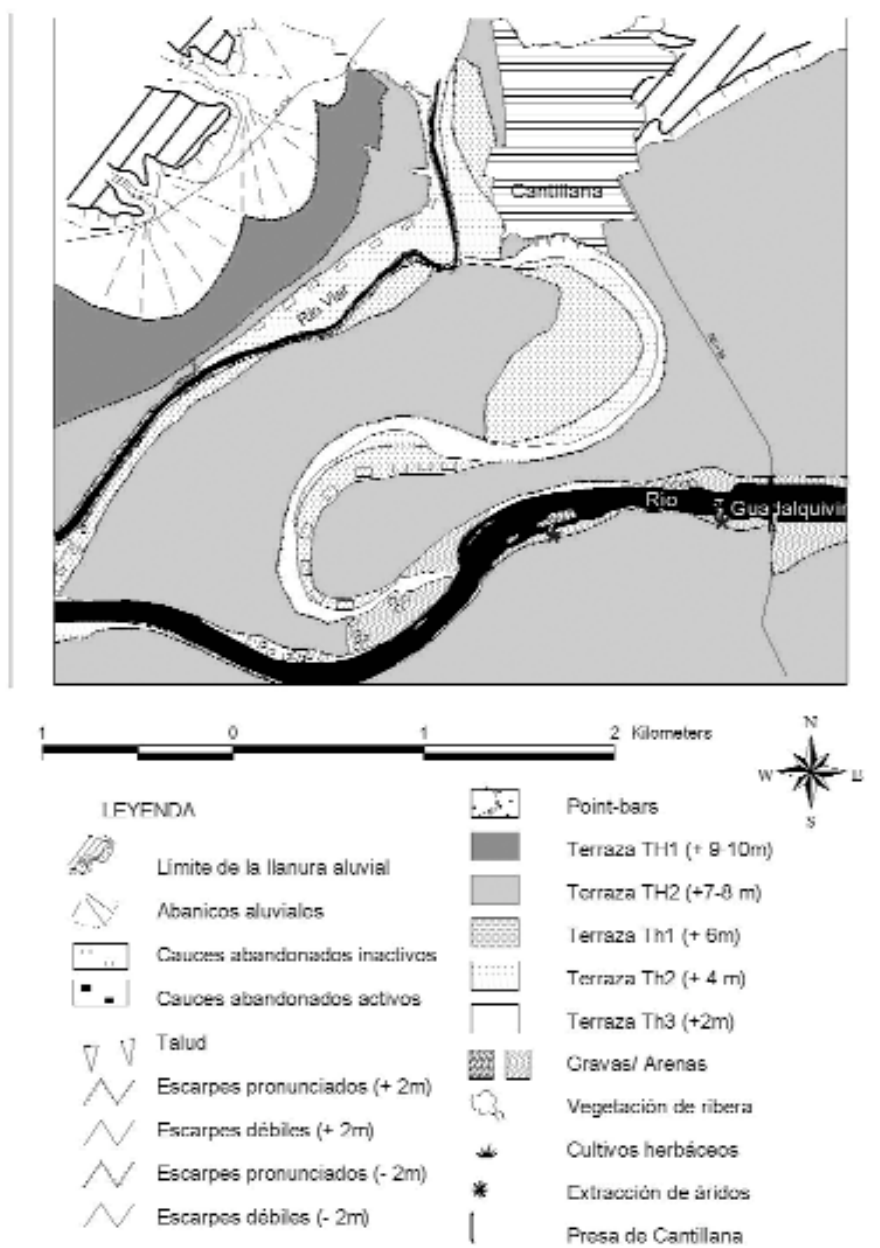 Cantillana
Río Viar
Río Guadalquivir
1 0 1 2 Kilometers
N
W E
S
LEYENDA
Límite de la llanura aluvial
Abanicos aluviales
Cauces abandonados inactivos
Cauces abandonados activos
Talud
Escarpes pronunciados (+ 2m)
Escarpes débiles (+ 2m)
Escarpes pronunciados (- 2m)
Escarpes débiles (- 2m)
Point-bars
Terraza TH1 (+ 9-10m)
Terraza TH2 (+7-8 m)
Terraza Th1 (+ 6m)
Terraza Th2 (+ 4 m)
Terraza Th3 (+2m)
Gravas/ Arenas
Vegetación de ribera
Cultivos herbáceos
Extracción de áridos
Presa de Cantillana